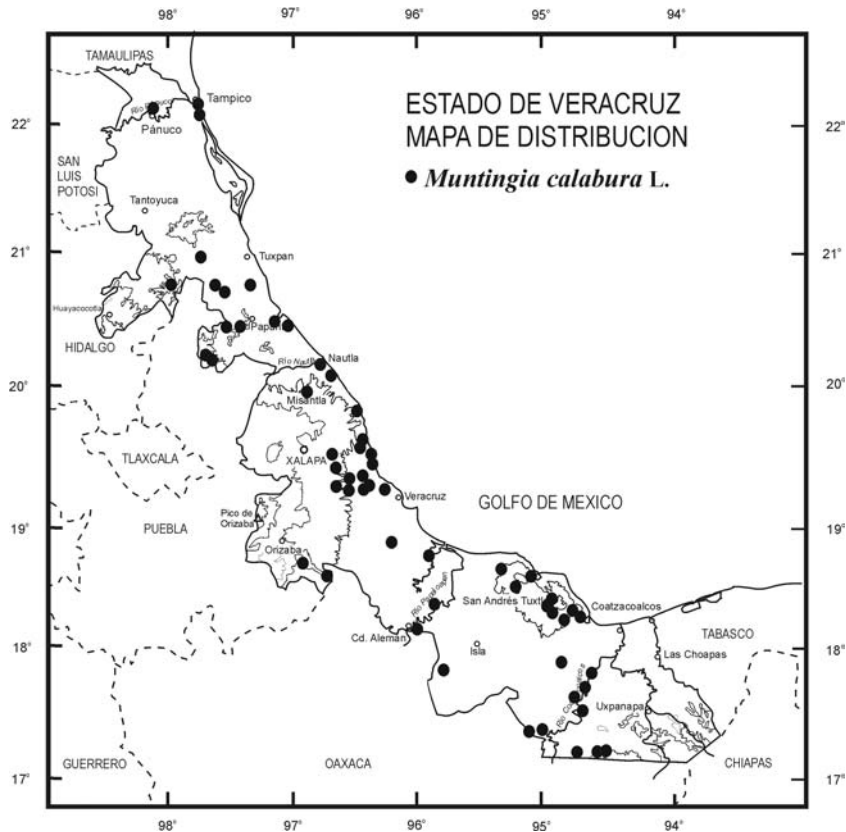 98° 97° 96° 95° 94°
TAMAULIPAS
Tampico
Pánuco
22° 22°
ESTADO DE VERACRUZ
MAPA DE DISTRIBUCION
Muntingia calabura L.
SAN
LUIS
POTOSI
Tantoyuca
21° 21°
Tuxpan
Huayacocotla
HIDALGO
Nautla
20° 20°
Misantla
XALAPA
TLAXCALA
Veracruz
GOLFO DE MEXICO
PUEBLA
Pico de
Orizaba
19° 19°
Orizaba
Río Papaloapan
San Andrés Tuxtla
Coatzacoalcos
Cd. Alemán
TABASCO
18° 18°
Isla
Las Choapas
Uxpanapa
GUERRERO
OAXACA
CHIAPAS
17° 17°
98° 97° 96° 95° 94°